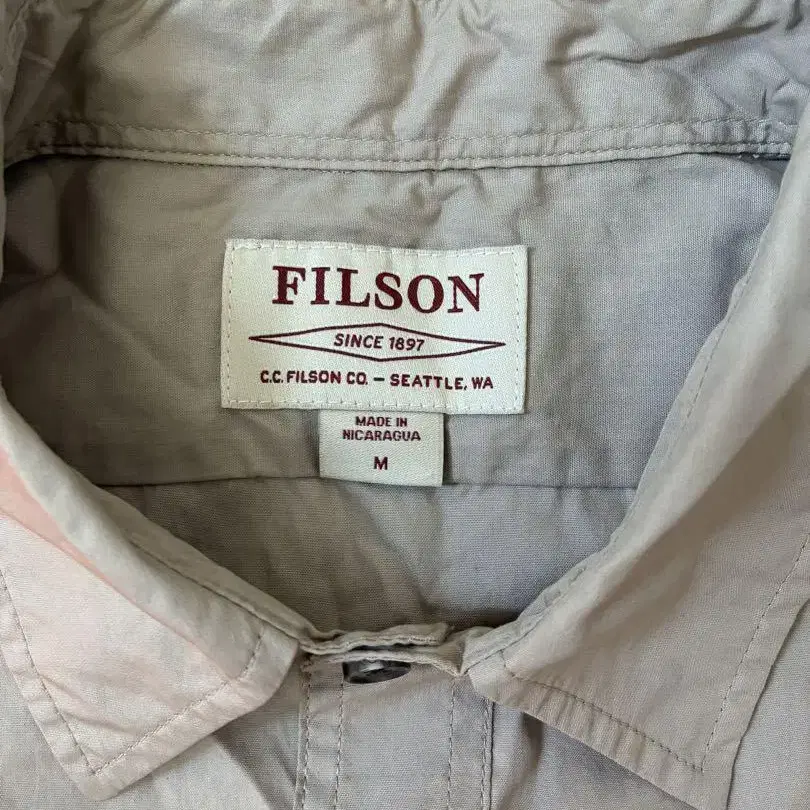 FILSON
SINCE 1897
C.C. FILSON CO. – SEATTLE, WA
MADE IN
NICARAGUA
M